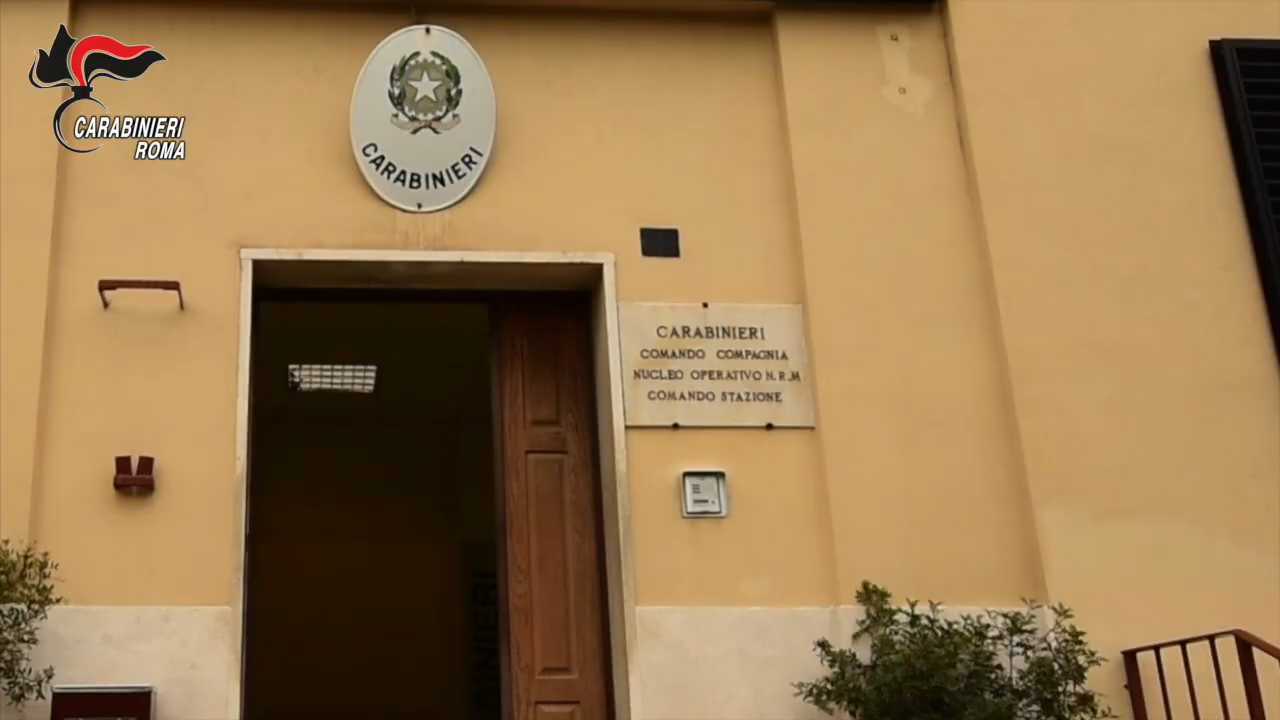 CARABINIERI
ROMA
CARABINIERI
CARABINIERI
COMANDO COMPAGNIA
NUCLEO OPERATIVO N.R.M.
COMANDO STAZIONE